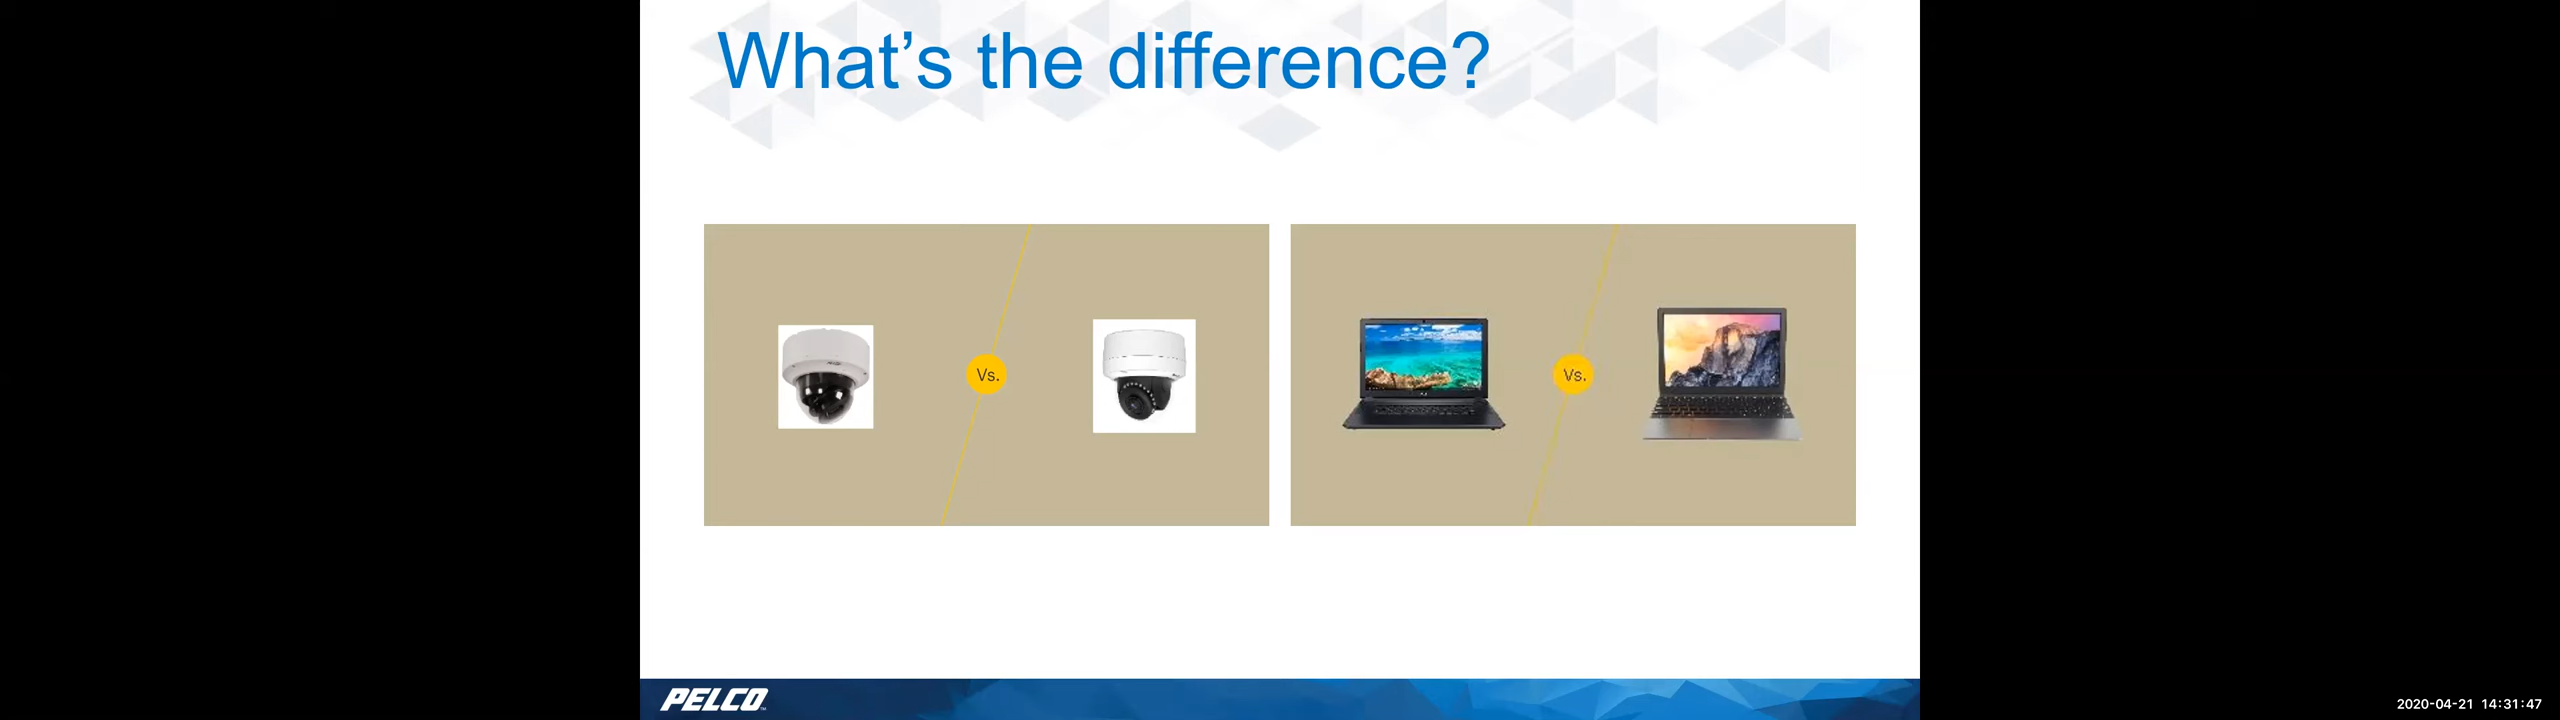 What's the difference?
Vs.
Vs.
PELCO
2020-04-21 14:31:47